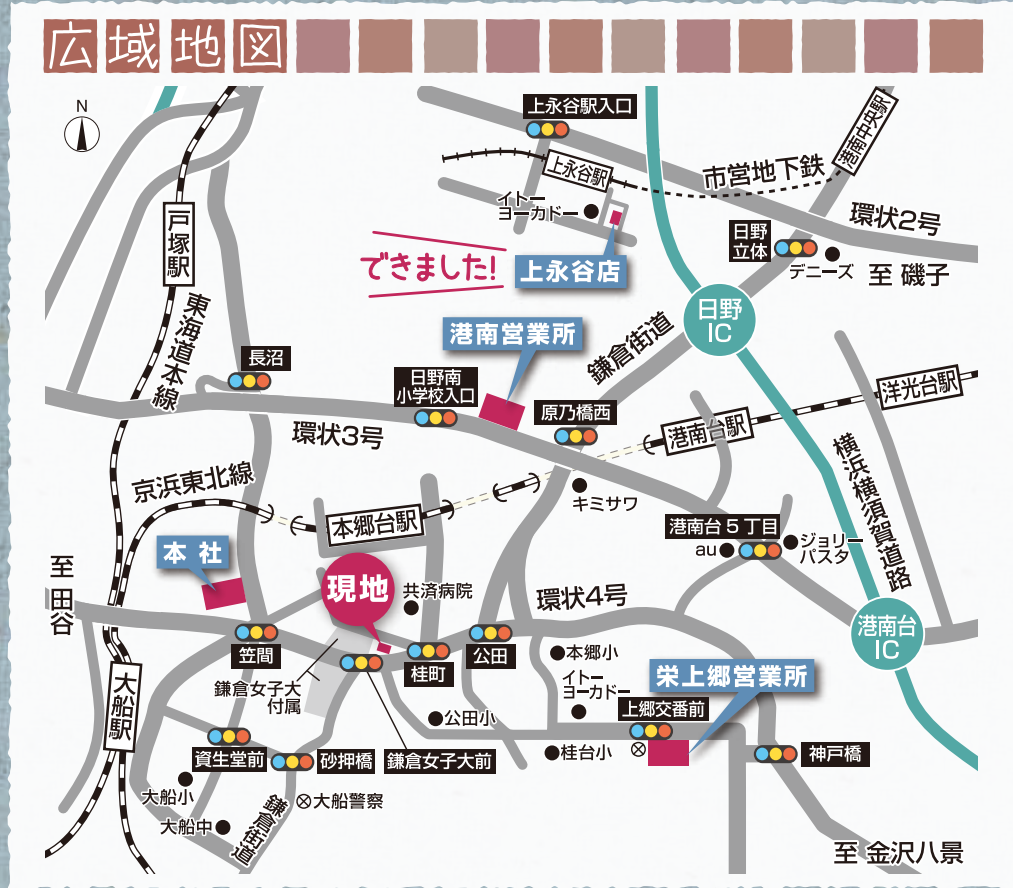 広域地図
N
上永谷駅入口
港南中央駅
上永谷駅
市営地下鉄
イトー
ヨーカドー
環状2号
戸塚駅
日野
立体
デニーズ
至 磯子
できました!
上永谷店
東海道本線
日野
IC
港南営業所
鎌倉街道
長沼
日野南
小学校入口
原乃橋西
洋光台駅
港南台駅
環状3号
横浜横須賀道路
京浜東北線
キミサワ
本郷台駅
港南台5丁目
au
ジョリー
パスタ
本 社
至 田谷
現地
共済病院
環状4号
港南台
IC
笠間
桂町
公田
本郷小
鎌倉女子大
付属
イトー
ヨーカドー
栄上郷営業所
大船駅
公田小
上郷交番前
資生堂前
砂押橋
鎌倉女子大前
桂台小
神戸橋
大船小
大船警察
大船中
鎌倉街道
至 金沢八景